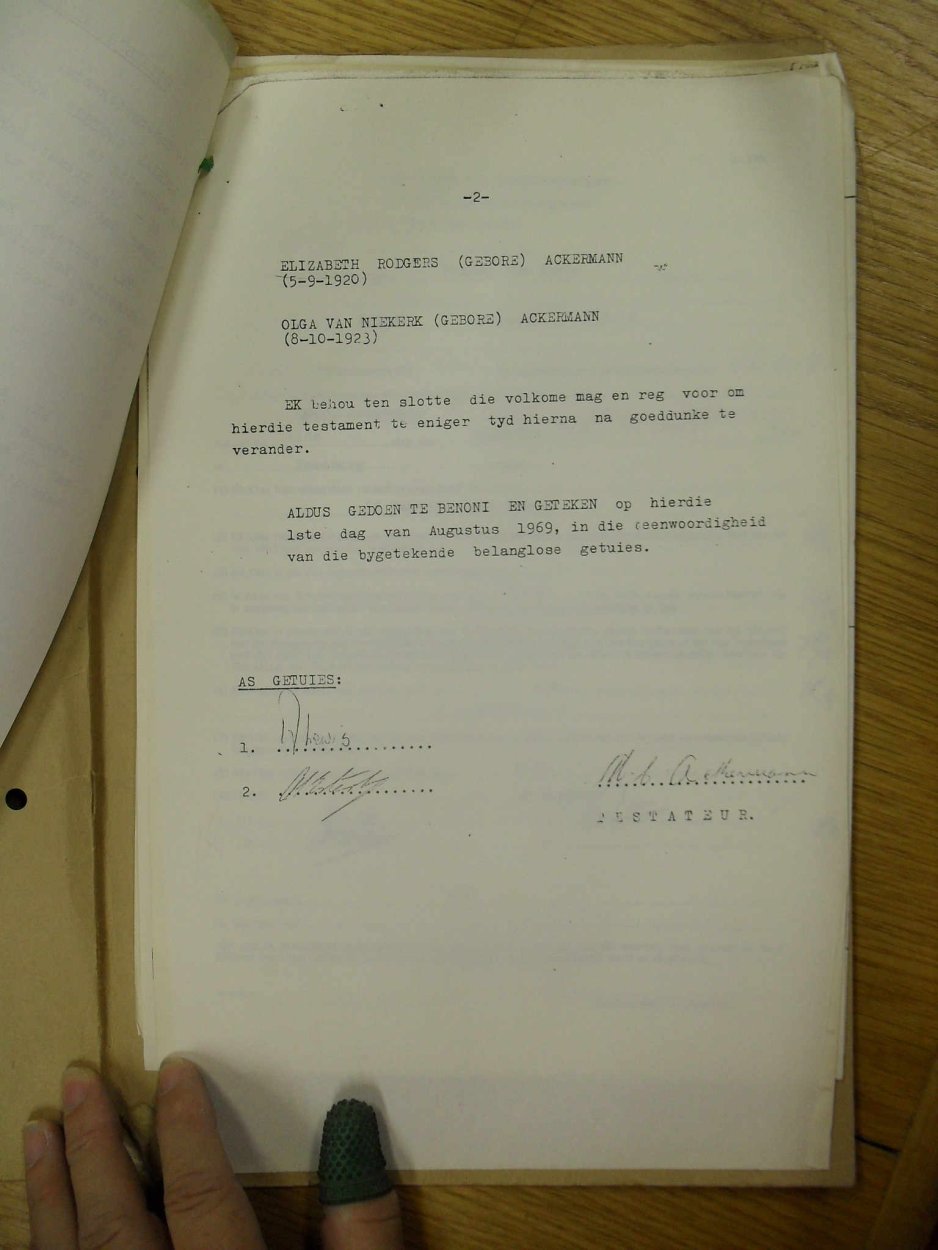 -2-
ELIZABETH RODGERS (GEBORE) ACKERMANN
(5-9-1920)
OLGA VAN NIEKERK (GEBORE) ACKERMANN
(8-10-1923)
EK behou ten slotte die volkome mag en reg voor om
hierdie testament te eniger tyd hierna na goeddunke te
verander.
ALDUS GEDOEN TE BENONI EN GETEKEN op hierdie
1ste dag van Augustus 1969, in die teenwoordigheid
van die bygetekende belanglose getuies.
AS GETUIES:
1. Lewis
2.
Ackermann
TESTATEUR.